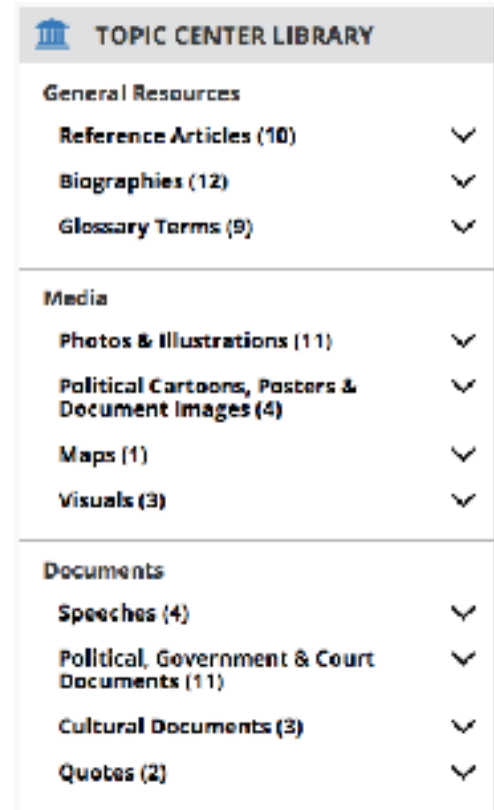 TOPIC CENTER LIBRARY
General Resources
Reference Articles (10)
Biographies (12)
Glossary Terms (9)
Media
Photos & Illustrations (11)
Political Cartoons, Posters &
Document Images (4)
Maps (1)
Visuals (3)
Documents
Speeches (4)
Political, Government & Court
Documents (11)
Cultural Documents (3)
Quotes (2)